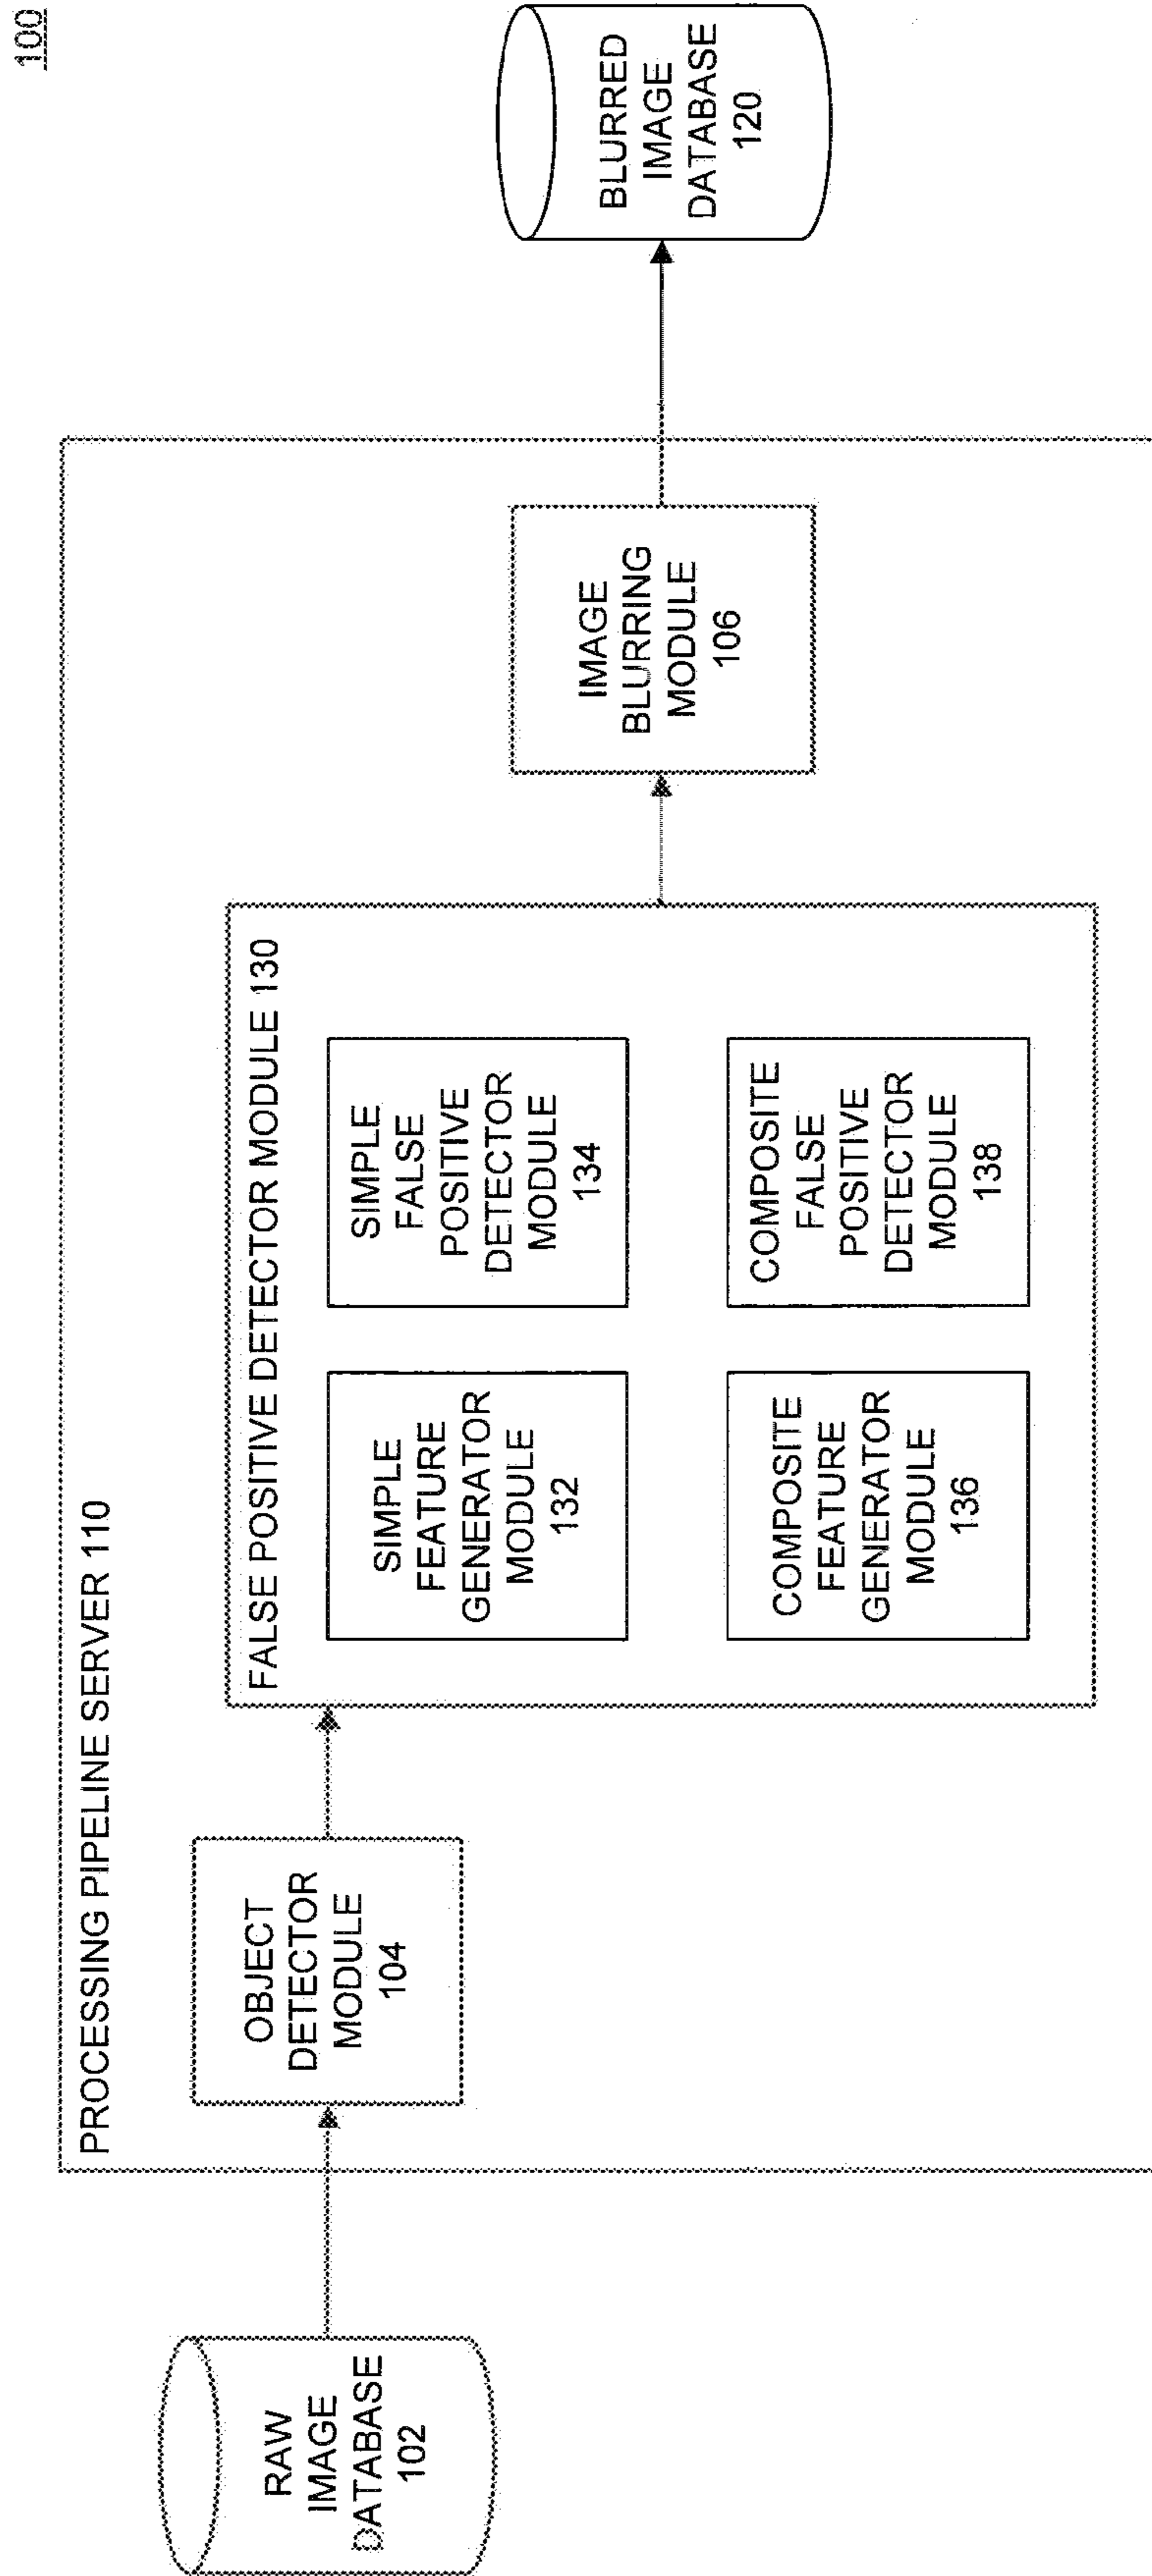 100
PROCESSING PIPELINE SERVER 110
RAW
IMAGE
DATABASE
102
OBJECT
DETECTOR
MODULE
104
FALSE POSITIVE DETECTOR MODULE 130
SIMPLE
FEATURE
GENERATOR
MODULE
132
SIMPLE
FALSE
POSITIVE
DETECTOR
MODULE
134
COMPOSITE
FEATURE
GENERATOR
MODULE
136
COMPOSITE
FALSE
POSITIVE
DETECTOR
MODULE
138
IMAGE
BLURRING
MODULE
106
BLURRED
IMAGE
DATABASE
120